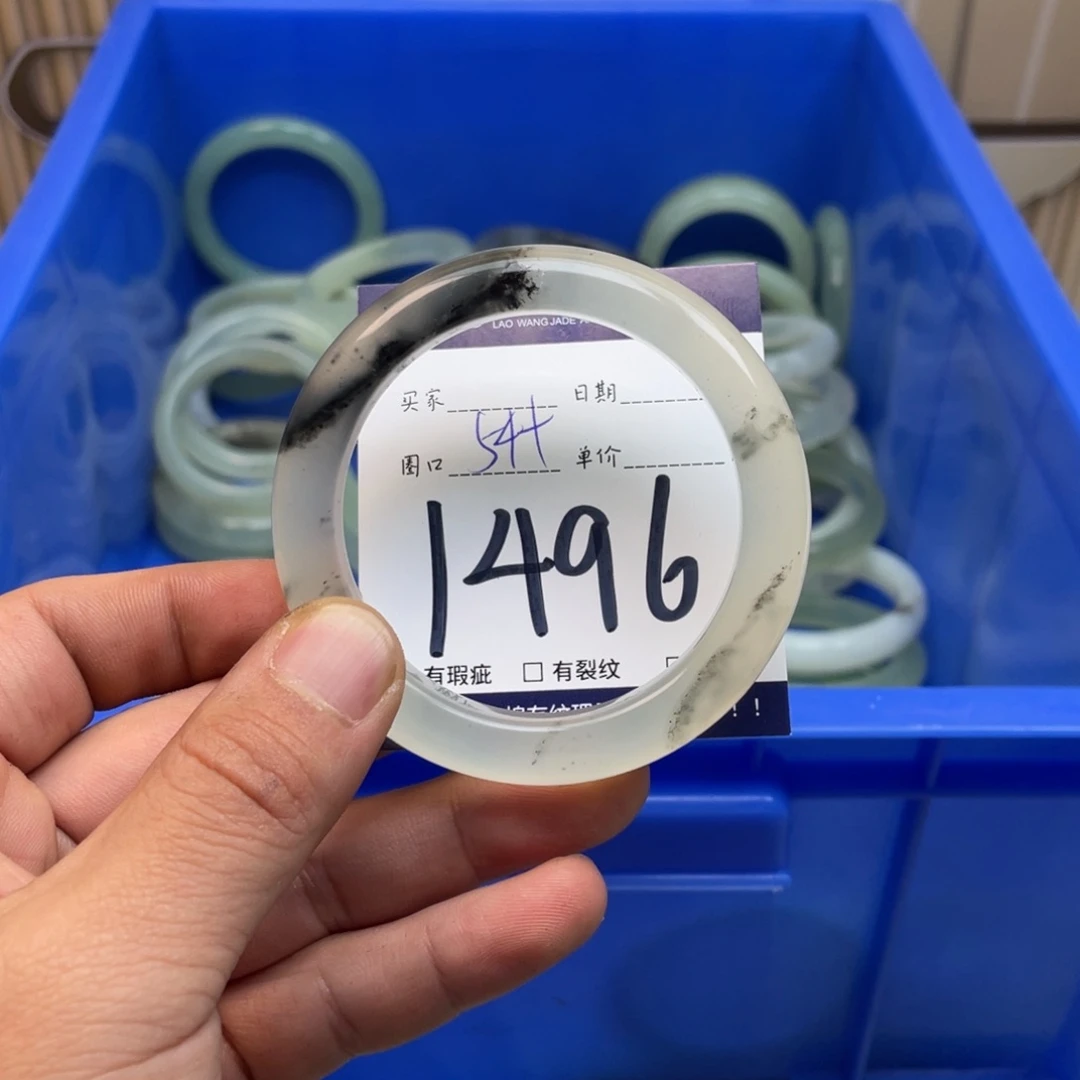 LAO WANG JADE
买家 日期
圈口 54+ 单价
1496
有瑕疵 □ 有裂纹 □
!!